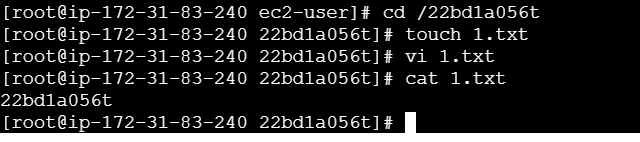 [root@ip-172-31-83-240 ec2-user]# cd /22bd1a056t
[root@ip-172-31-83-240 22bd1a056t]# touch 1.txt
[root@ip-172-31-83-240 22bd1a056t]# vi 1.txt
[root@ip-172-31-83-240 22bd1a056t]# cat 1.txt
22bd1a056t
[root@ip-172-31-83-240 22bd1a056t]#